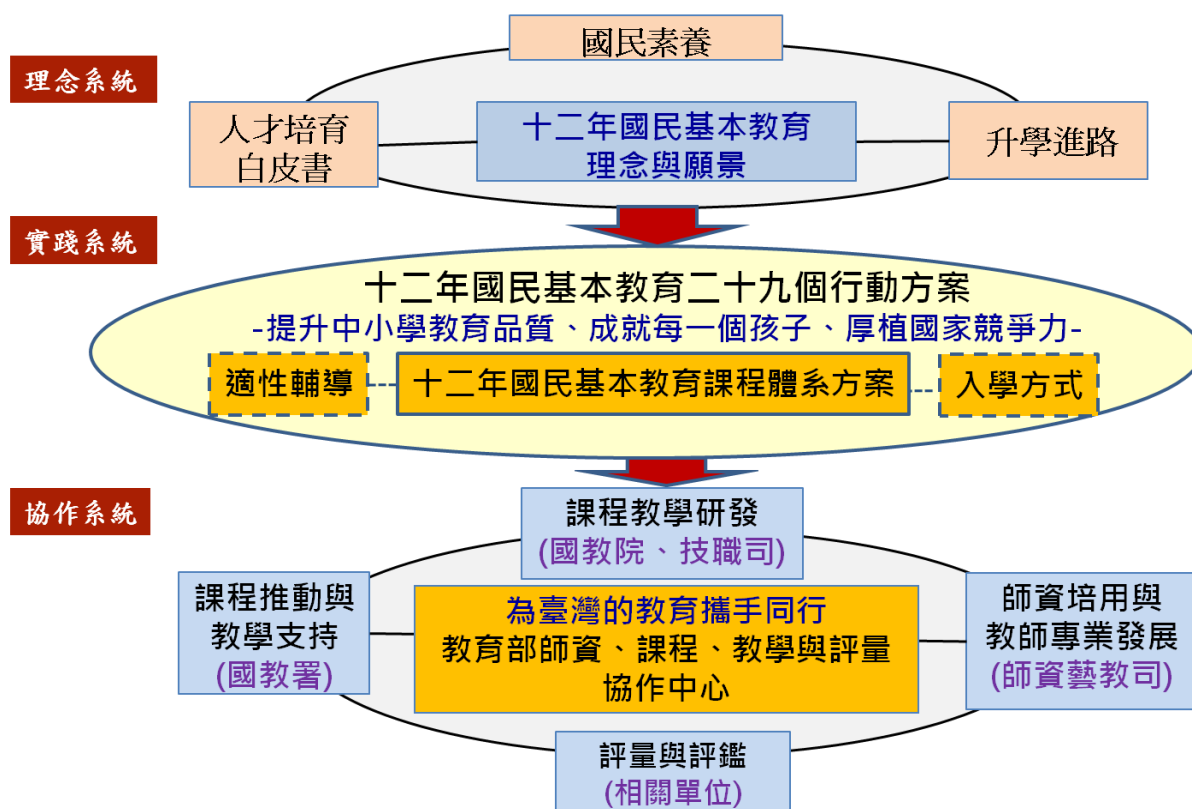 國民素養
理念系統
人才培育
白皮書
十二年國民基本教育
理念與願景
升學進路
實踐系統
十二年國民基本教育二十九個行動方案
-提升中小學教育品質、成就每一個孩子、厚植國家競爭力-
適性輔導
十二年國民基本教育課程體系方案
入學方式
協作系統
課程教學研發
(國教院、技職司)
課程推動與
教學支持
(國教署)
為臺灣的教育攜手同行
教育部師資、課程、教學與評量
協作中心
師資培用與
教師專業發展
(師資藝教司)
評量與評鑑
(相關單位)